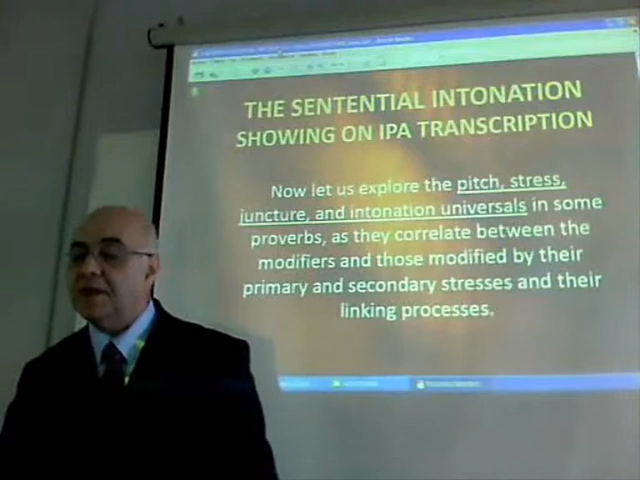 THE SENTENTIAL INTONATION
SHOWING ON IPA TRANSCRIPTION
Now let us explore the pitch, stress,
juncture, and intonation universals in some
proverbs, as they correlate between the
modifiers and those modified by their
primary and secondary stresses and their
linking processes.